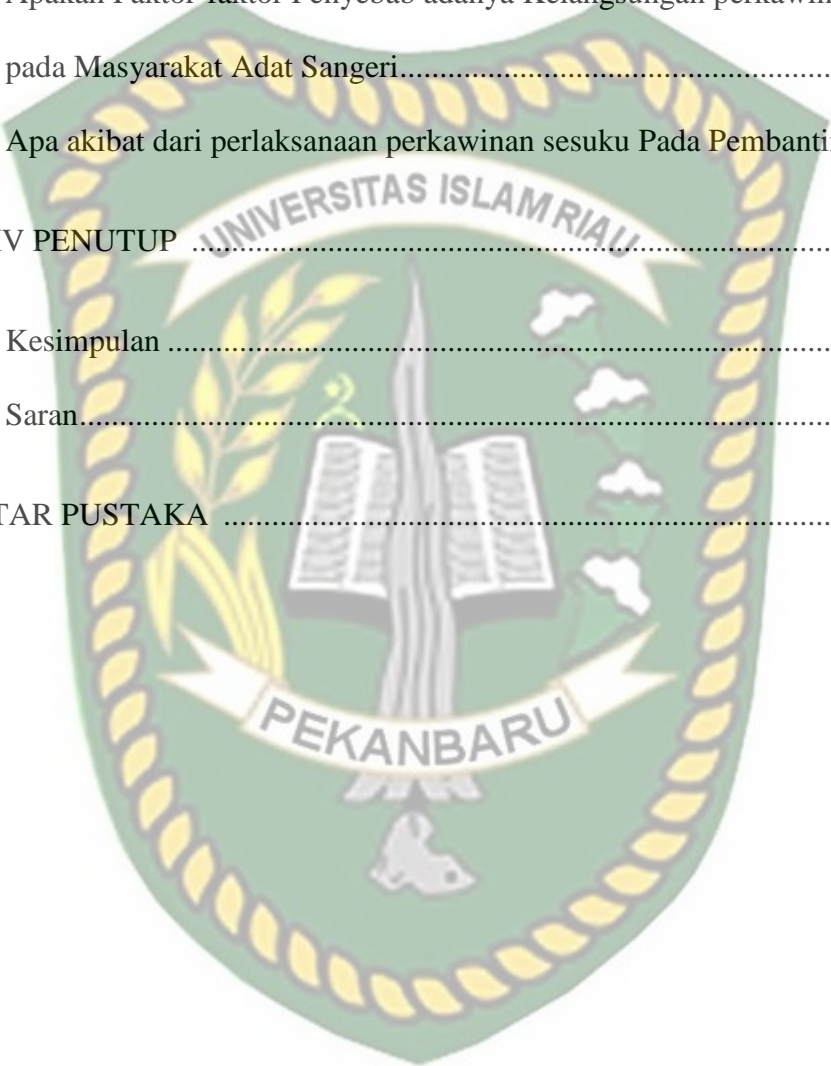 Apakah Faktor-faktor Penyebab adanya Kelangsungan perkawin
pada Masyarakat Adat Sangeri
Apa akibat dari perlaksanaan perkawinan sesuku Pada Pembanti
UNIVERSITAS ISLAM RIAU
IV PENUTUP
Kesimpulan
Saran
TAR PUSTAKA
PEKANBARU